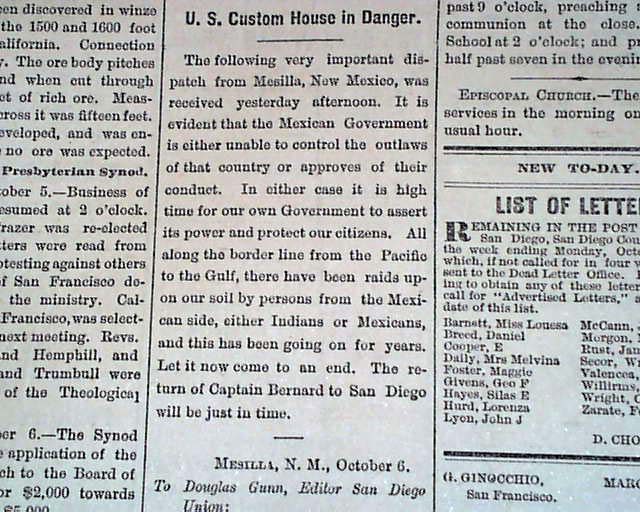 en discovered in winze
the 1500 and 1600 foot
alifornia. Connection
y. The ore body pitches
nd when cut through
et of rich ore. Meas-
cross it was fifteen feet.
eveloped, and was en-
no ore was expected.
Presbyterian Synod.
tober 5.—Business of
esumed at 2 o'clock.
razer was re-elected
tters were read from
otesting against others
f San Francisco de-
the ministry. Cal-
Francisco, was select-
next meeting. Revs.
nd Hemphill, and
and Trumbull were
of the Theological
ber 6.—The Synod
e application of the
ch to the Board of
or $2,000 towards
$5,000
U. S. Custom House in Danger.
The following very important dis-
patch from Mesilla, New Mexico, was
received yesterday afternoon. It is
evident that the Mexican Government
is either unable to control the outlaws
of that country or approves of their
conduct. In either case it is high
time for our own Government to assert
its power and protect our citizens. All
along the border line from the Pacific
to the Gulf, there have been raids up-
on our soil by persons from the Mexi-
can side, either Indians or Mexicans,
and this has been going on for years.
Let it now come to an end. The re-
turn of Captain Bernard to San Diego
will be just in time.
MESILLA, N. M., October 6.
To Douglas Gunn, Editor San Diego
Union:
past 9 o'clock, preaching
communion at the close.
School at 2 o'clock; and pr
half past seven in the evenin
EPISCOPAL CHURCH.—The
services in the morning on
usual hour.
NEW TO-DAY.
LIST OF LETTE
REMAINING IN THE POST
San Diego, San Diego Coun
the week ending Monday, Octo
which, if not called for in four w
sent to the Dead Letter Office.
ing to obtain any of these letter
call for "Advertised Letters,"
date of this list.
Barnett, Miss Louesa McCann,
Breed, Daniel Morgon,
Cooper, E Rust, Jan
Daily, Mrs Melvina Secor, W
Foster, Maggie Valencea,
Givens, Geo F Willirms,
Hayes, Silas E Wright, C
Hurd, Lorenza Zarate, F
Lyon, John J
D. CHO
G. GINOCCHIO, MARC
San Francisco.